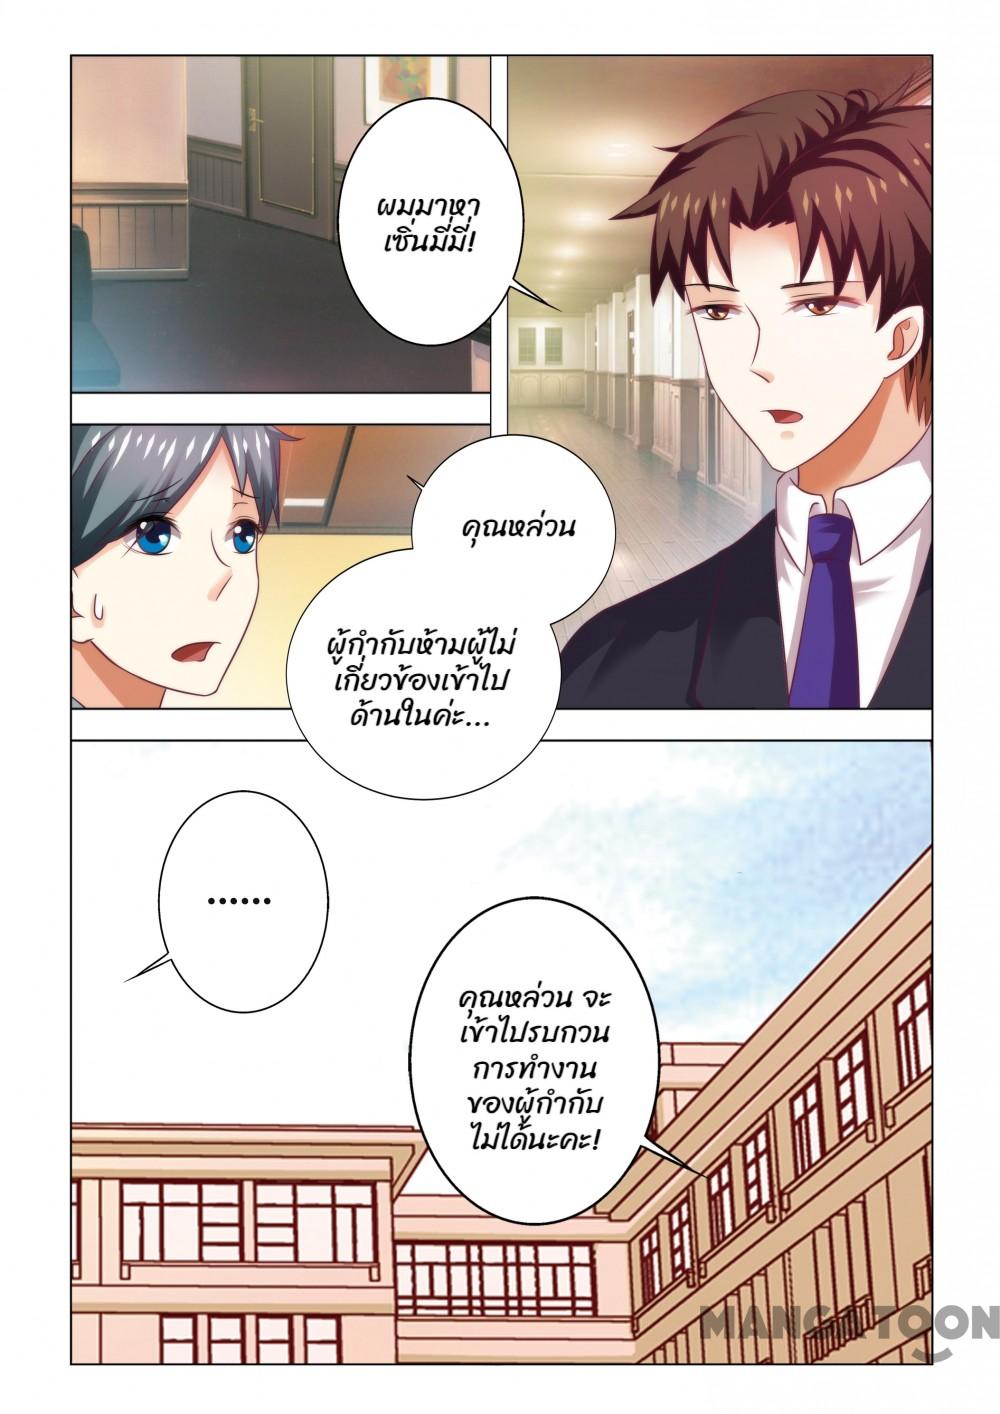 ผมมาหา
เซิ่นมี่มี่!
คุณหล่วน
ผู้กำกับห้ามผู้ไม่
เกี่ยวข้องเข้าไป
ด้านในค่ะ...
......
คุณหล่วน จะ
เข้าไปรบกวน
การทำงาน
ของผู้กำกับ
ไม่ได้นะคะ!
MANGATOON